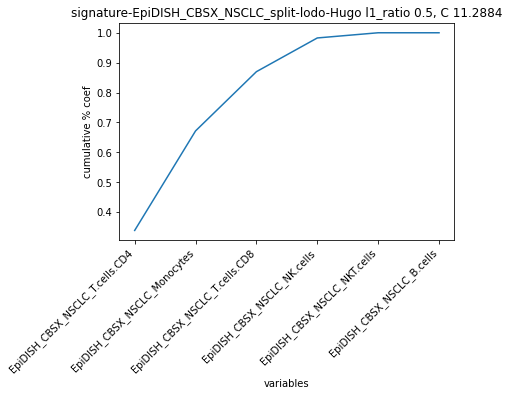 signature-EpiDISH_CBSX_NSCLC_split-lodo-Hugo l1_ratio 0.5, C 11.2884
1.0
0.9
0.8
0.7
0.6
0.5
0.4
cumulative % coef
EpiDISH_CBSX_NSCLC_T.cells.CD4
EpiDISH_CBSX_NSCLC_Monocytes
EpiDISH_CBSX_NSCLC_T.cells.CD8
EpiDISH_CBSX_NSCLC_NK.cells
EpiDISH_CBSX_NSCLC_NKT.cells
EpiDISH_CBSX_NSCLC_B.cells
variables